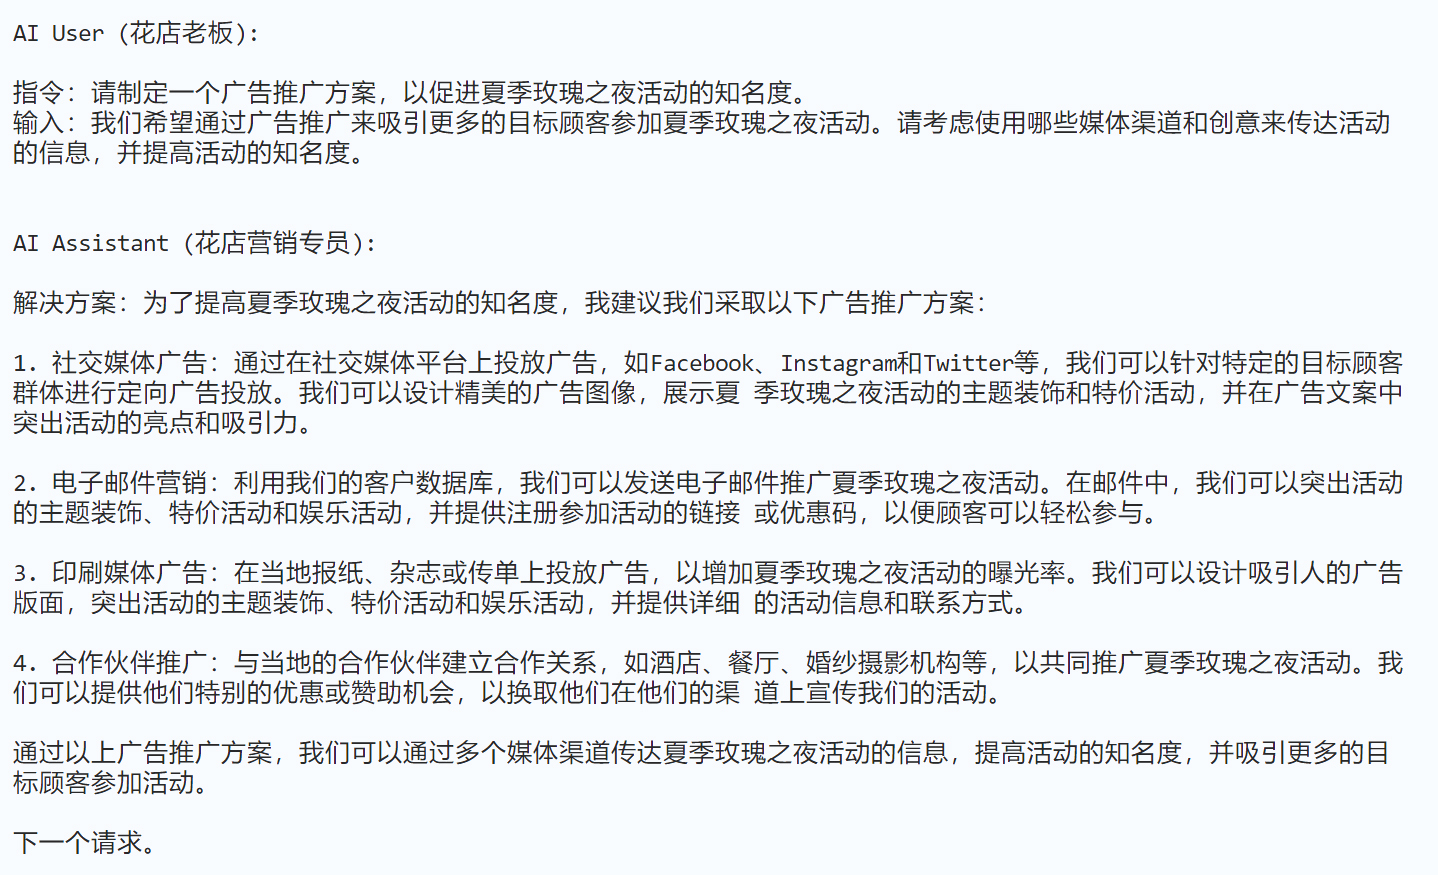 AI User (花店老板):
指令：请制定一个广告推广方案，以促进夏季玫瑰之夜活动的知名度。
输入：我们希望通过广告推广来吸引更多的目标顾客参加夏季玫瑰之夜活动。请考虑使用哪些媒体渠道和创意来传达活动
的信息，并提高活动的知名度。
AI Assistant (花店营销专员):
解决方案：为了提高夏季玫瑰之夜活动的知名度，我建议我们采取以下广告推广方案：
1. 社交媒体广告：通过在社交媒体平台上投放广告，如Facebook、Instagram和Twitter等，我们可以针对特定的目标顾客
群体进行定向广告投放。我们可以设计精美的广告图像，展示夏 季玫瑰之夜活动的主题装饰和特价活动，并在广告文案中
突出活动的亮点和吸引力。
2. 电子邮件营销：利用我们的客户数据库，我们可以发送电子邮件推广夏季玫瑰之夜活动。在邮件中，我们可以突出活动
的主题装饰、特价活动和娱乐活动，并提供注册参加活动的链接 或优惠码，以便顾客可以轻松参与。
3. 印刷媒体广告：在当地报纸、杂志或传单上投放广告，以增加夏季玫瑰之夜活动的曝光率。我们可以设计吸引人的广告
版面，突出活动的主题装饰、特价活动和娱乐活动，并提供详细 的活动信息和联系方式。
4. 合作伙伴推广：与当地的合作伙伴建立合作关系，如酒店、餐厅、婚纱摄影机构等，以共同推广夏季玫瑰之夜活动。我
们可以提供他们特别的优惠或赞助机会，以换取他们在他们的渠 道上宣传我们的活动。
通过以上广告推广方案，我们可以通过多个媒体渠道传达夏季玫瑰之夜活动的信息，提高活动的知名度，并吸引更多的目
标顾客参加活动。
下一个请求。